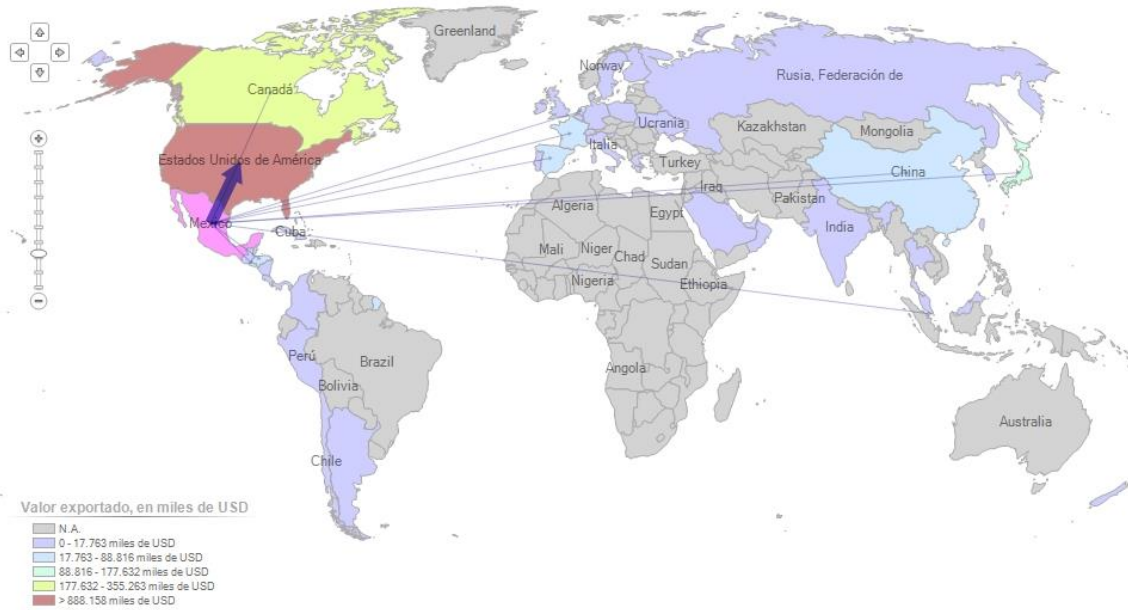 Greenland
Norway
Rusia, Federación de
Canadá
Ucrania
Kazakhstan
Mongolia
Italia
Estados Unidos de América
Turkey
China
Iraq
Pakistan
Algeria
Egypt
México
Cuba
India
Mali
Niger
Chad
Sudan
Nigeria
Ethiopia
Perú
Brazil
Bolivia
Angola
Australia
Chile
Valor exportado, en miles de USD
N.A.
0 - 17.763 miles de USD
17.763 - 88.816 miles de USD
88.816 - 177.632 miles de USD
177.632 - 355.263 miles de USD
> 888.158 miles de USD